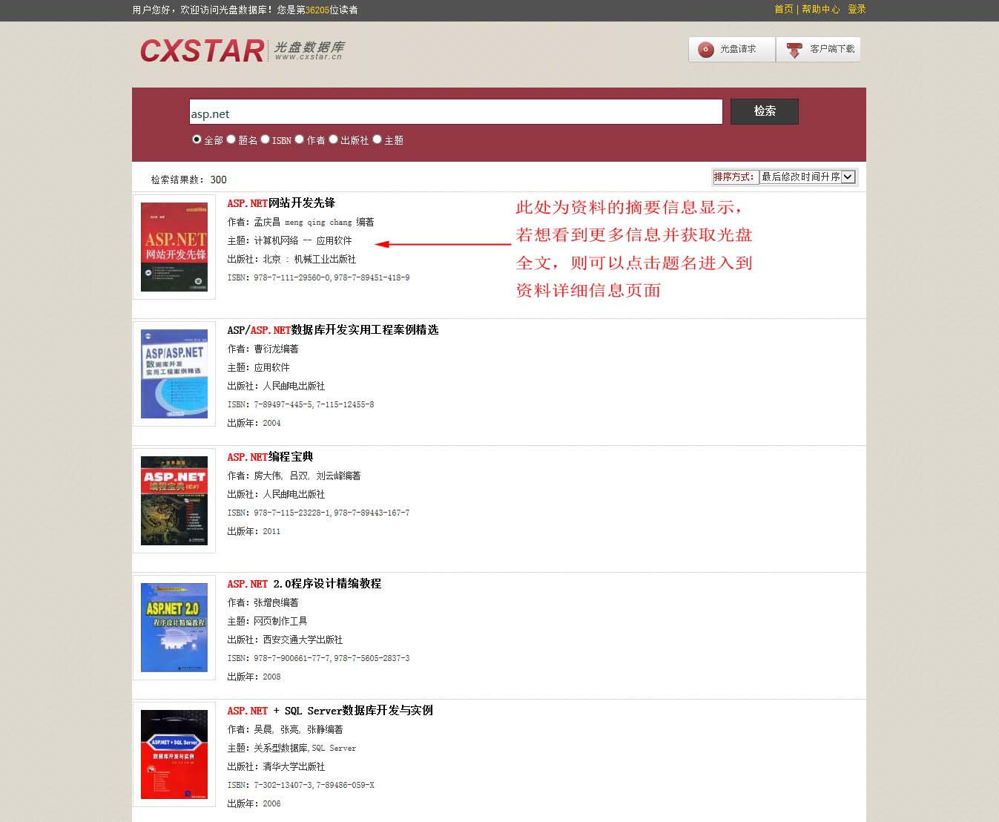 用户您好，欢迎访问光盘数据库！您是第36205位读者
首页 | 帮助中心 登录
CXSTAR 光盘数据库
www.cxstar.cn
光盘请求 客户端下载
asp.net 检索
全部 题名 ISBN 作者 出版社 主题
检索结果数： 300
排序方式： 最后修改时间升序
ASP.NET网站开发先锋
作者：孟庆昌 meng qing chang 编著
主题：计算机网络 -- 应用软件
出版社：北京 : 机械工业出版社
ISBN：978-7-111-29560-0,978-7-89451-418-9
此处为资料的摘要信息显示，
若想看到更多信息并获取光盘
全文，则可以点击题名进入到
资料详细信息页面
ASP.NET
网站开发先锋
ASP/ASP.NET数据库开发实用工程案例精选
作者：曹衍龙编著
主题：应用软件
出版社：人民邮电出版社
ISBN：7-89497-445-5,7-115-12455-8
出版年：2004
ASP/ASP.NET
数据库开发
实用工程案例精选
ASP.NET编程宝典
作者：房大伟, 吕双, 刘云峰编著
出版社：人民邮电出版社
ISBN：978-7-115-23228-1,978-7-89443-167-7
出版年：2011
ASP.NET
编程宝典(C#)
ASP.NET 2.0程序设计精编教程
作者：张增良编著
主题：网页制作工具
出版社：西安交通大学出版社
ISBN：978-7-900661-77-7,978-7-5605-2837-3
出版年：2008
ASP.NET 2.0
程序设计精编教程
ASP.NET + SQL Server数据库开发与实例
作者：吴晨, 张亮, 张静编著
主题：关系型数据库,SQL Server
出版社：清华大学出版社
ISBN：7-302-13407-3,7-89486-059-X
出版年：2006
ASP.NET + SQL Server
数据库开发与实例